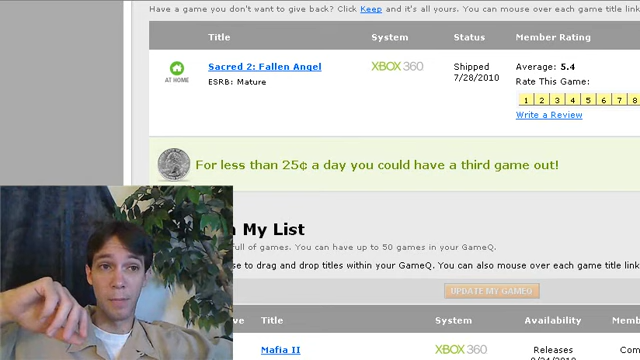 Have a game you don't want to give back? Click Keep and it's all yours. You can mouse over each game title link
Title System Status Member Rating
AT HOME
Sacred 2: Fallen Angel
ESRB: Mature
XBOX 360
Shipped
7/28/2010
Average: 5.4
Rate This Game:
1 2 3 4 5 6 7 8
Write a Review
For less than 25¢ a day you could have a third game out!
My List
full of games. You can have up to 50 games in your GameQ.
se to drag and drop titles within your GameQ. You can also mouse over each game title link
UPDATE MY GAMEQ
ve Title System Availability Memb
Mafia II XBOX 360 Releases Com